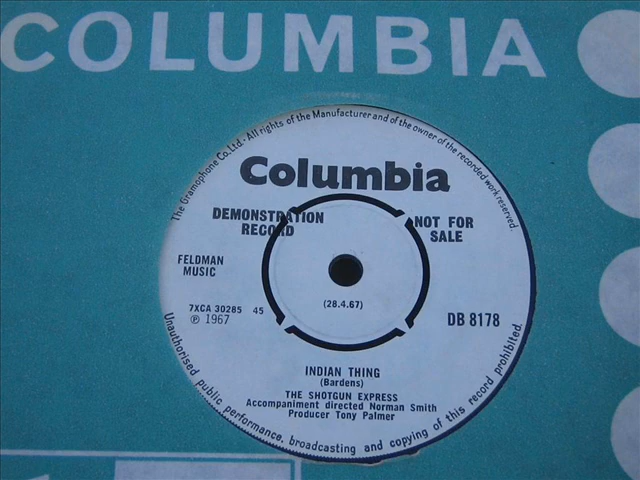 COLUMBIA
The Gramophone Co. Ltd. · All rights of the Manufacturer and of the owner of the recorded work reserved.
Columbia
DEMONSTRATION
RECORD
NOT FOR
SALE
FELDMAN
MUSIC
(28.4.67)
7XCA 30285 45
℗ 1967
DB 8178
INDIAN THING
(Bardens)
THE SHOTGUN EXPRESS
Accompaniment directed Norman Smith
Producer Tony Palmer
Unauthorised public performance, broadcasting and copying of this record prohibited.